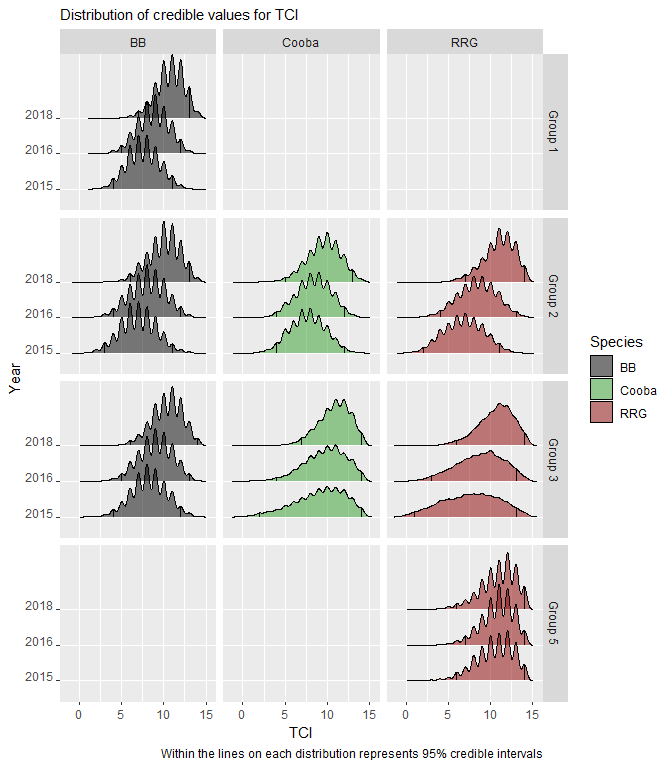 Distribution of credible values for TCI
BB Cooba RRG
2018
2016
2015
Group 1
2018
2016
2015
Group 2
2018
2016
2015
Group 3
2018
2016
2015
Group 5
Year
0 5 10 15 0 5 10 15 0 5 10 15
TCI
Within the lines on each distribution represents 95% credible intervals
Species
BB
Cooba
RRG